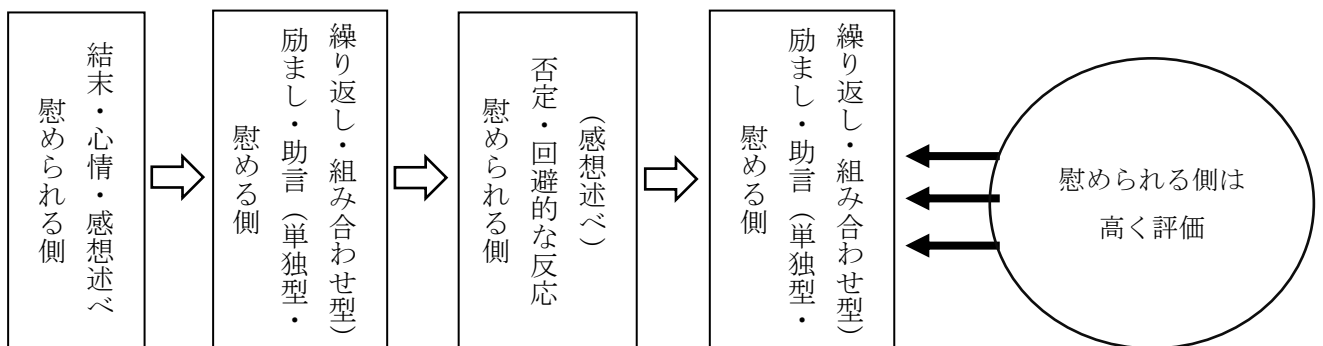 慰められる側
結末・心情・感想述べ
慰める側
励まし・助言（単独型・
繰り返し・組み合わせ型）
慰められる側
否定・回避的な反応
（感想述べ）
慰める側
励まし・助言（単独型・
繰り返し・組み合わせ型）
慰められる側は
高く評価